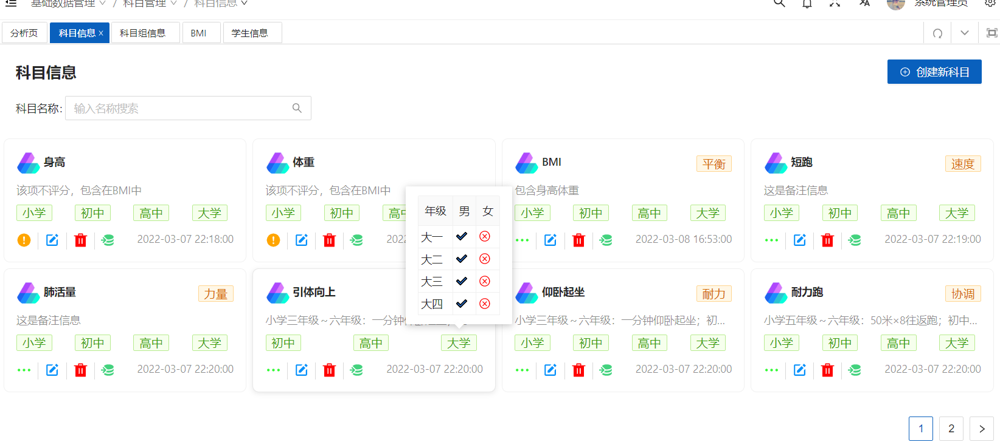 基础数据管理 / 科目管理 / 科目信息
系统管理员
分析页 科目信息 × 科目组信息 BMI 学生信息
科目信息
创建新科目
科目名称: 输入名称搜索
身高
该项不评分，包含在BMI中
小学 初中 高中 大学
2022-03-07 22:18:00
体重
该项不评分，包含在BMI中
小学 初中 高中
2022
BMI
平衡
包含身高体重
小学 初中 高中 大学
2022-03-08 16:53:00
短跑
速度
这是备注信息
小学 初中 高中 大学
2022-03-07 22:19:00
年级 男 女
大一
大二
大三
大四
肺活量
力量
这是备注信息
小学 初中 高中 大学
2022-03-07 22:20:00
引体向上
小学三年级～六年级：一分钟
初中 高中 大学
2022-03-07 22:20:00
仰卧起坐
耐力
小学三年级～六年级：一分钟仰卧起坐；初...
小学 初中 高中 大学
2022-03-07 22:20:00
耐力跑
协调
小学五年级～六年级：50米×8往返跑；初中...
小学 初中 高中 大学
2022-03-07 22:20:00
1 2 >